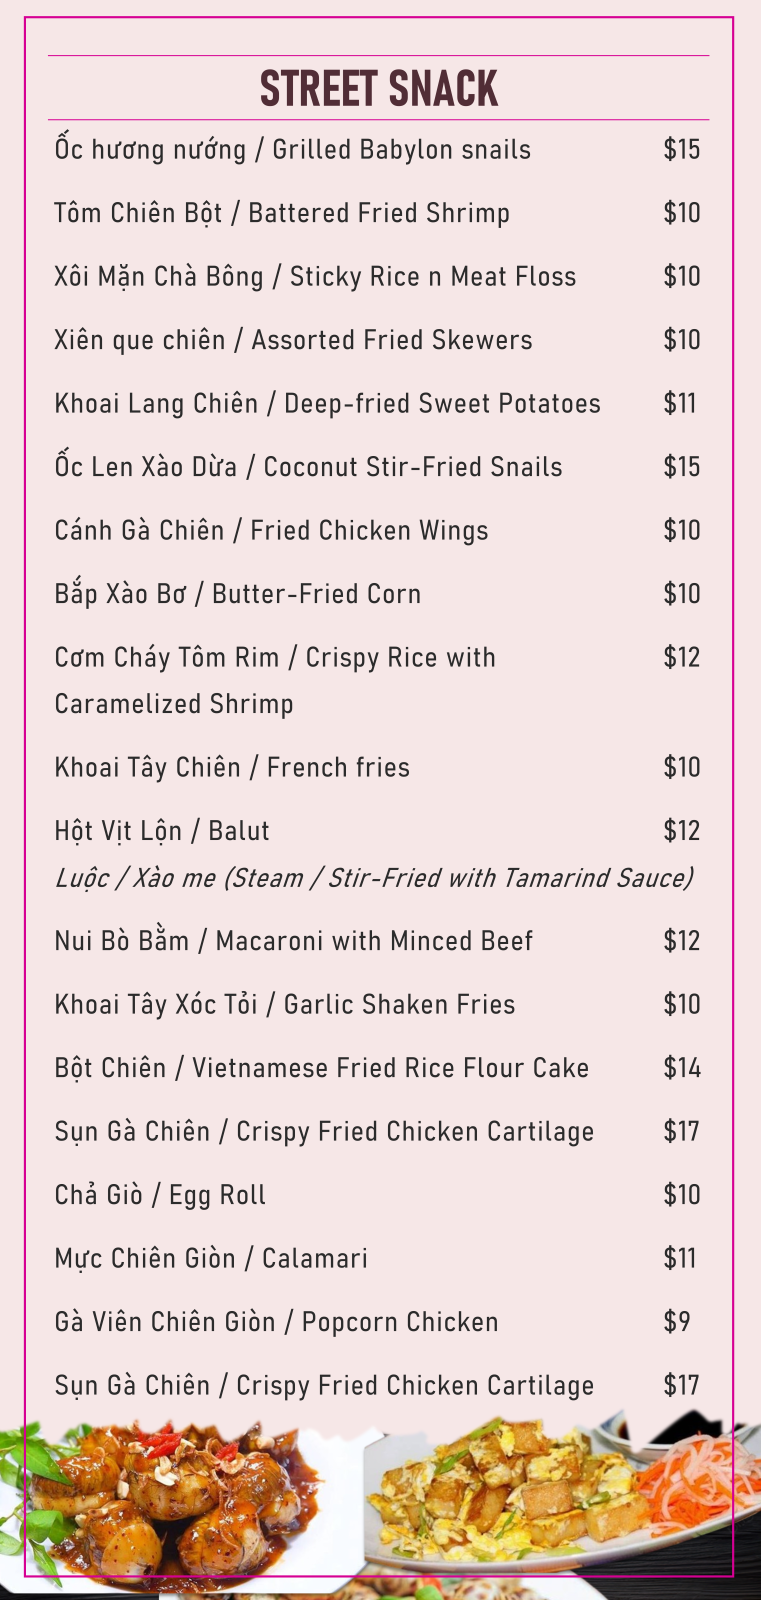 STREET SNACK
Ốc hương nướng / Grilled Babylon snails $15
Tôm Chiên Bột / Battered Fried Shrimp $10
Xôi Mặn Chà Bông / Sticky Rice n Meat Floss $10
Xiên que chiên / Assorted Fried Skewers $10
Khoai Lang Chiên / Deep-fried Sweet Potatoes $11
Ốc Len Xào Dừa / Coconut Stir-Fried Snails $15
Cánh Gà Chiên / Fried Chicken Wings $10
Bắp Xào Bơ / Butter-Fried Corn $10
Cơm Cháy Tôm Rim / Crispy Rice with $12
Caramelized Shrimp
Khoai Tây Chiên / French fries $10
Hột Vịt Lộn / Balut $12
Luộc / Xào me (Steam / Stir-Fried with Tamarind Sauce)
Nui Bò Bằm / Macaroni with Minced Beef $12
Khoai Tây Xóc Tỏi / Garlic Shaken Fries $10
Bột Chiên / Vietnamese Fried Rice Flour Cake $14
Sụn Gà Chiên / Crispy Fried Chicken Cartilage $17
Chả Giò / Egg Roll $10
Mực Chiên Giòn / Calamari $11
Gà Viên Chiên Giòn / Popcorn Chicken $9
Sụn Gà Chiên / Crispy Fried Chicken Cartilage $17